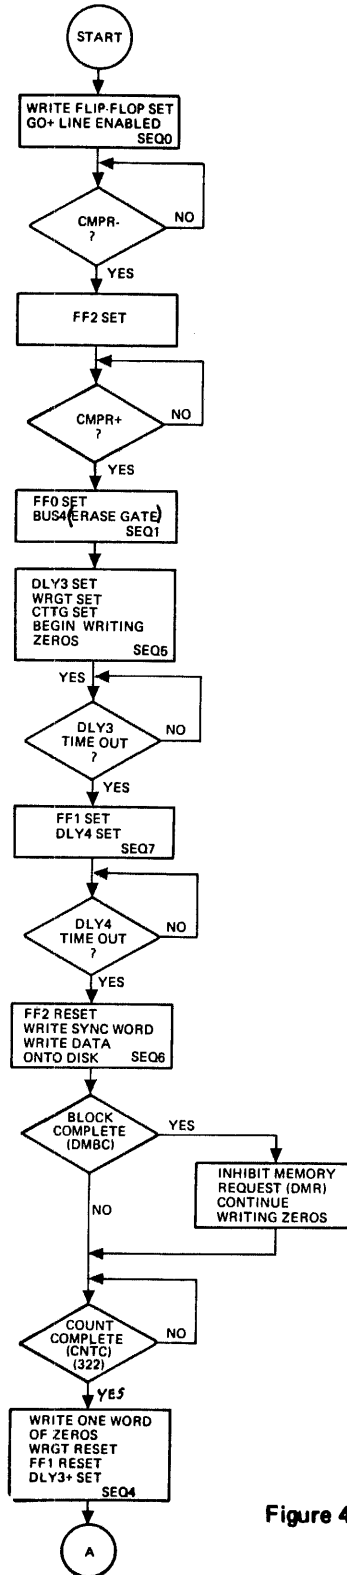 START
WRITE FLIP-FLOP SET
GO+ LINE ENABLED
SEQ0
CMPR-
?
NO
YES
FF2 SET
CMPR+
?
NO
YES
FF0 SET
BUS4(ERASE GATE)
SEQ1
DLY3 SET
WRGT SET
CTTG SET
BEGIN WRITING
ZEROS
SEQ5
YES
DLY3
TIME OUT
?
NO
YES
FF1 SET
DLY4 SET
SEQ7
DLY4
TIME OUT
?
NO
YES
FF2 RESET
WRITE SYNC WORD
WRITE DATA
ONTO DISK
SEQ6
BLOCK
COMPLETE
(DMBC)
YES
INHIBIT MEMORY
REQUEST (DMR)
CONTINUE
WRITING ZEROS
NO
COUNT
COMPLETE
(CNTC)
(322)
NO
YES
WRITE ONE WORD
OF ZEROS
WRGT RESET
FF1 RESET
DLY3+ SET
SEQ4
Figure 4
A